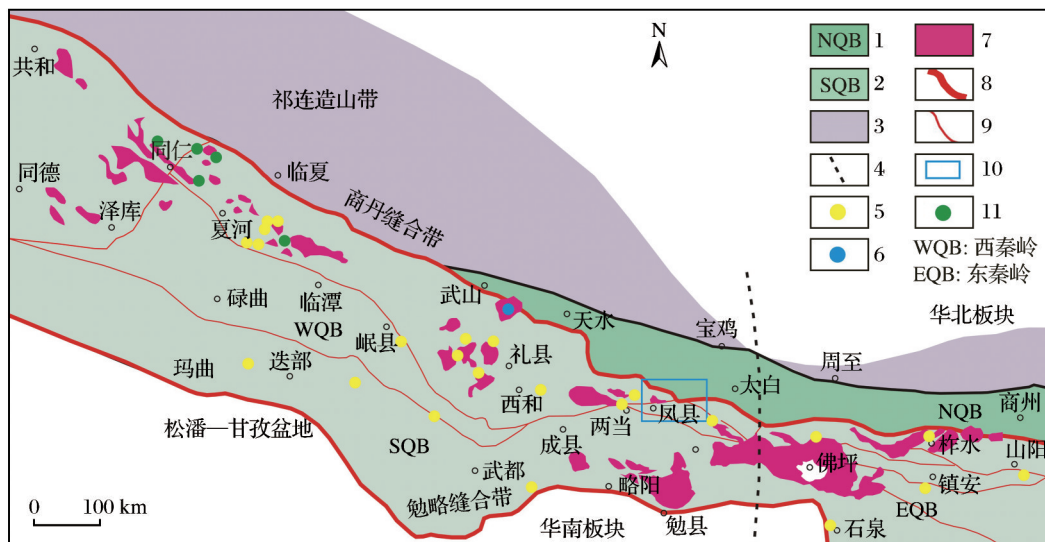 共和
祁连造山带
N
NQB 1
7
SQB 2
8
3
9
4
10
5
11
6
WQB: 西秦岭
EQB: 东秦岭
华北板块
同仁
临夏
同德
泽库
夏河
商丹缝合带
碌曲
临潭
WQB
武山
天水
宝鸡
岷县
礼县
周至
玛曲
迭部
太白
西和
凤县
NQB
商州
松潘—甘孜盆地
SQB
成县
两当
柞水
山阳
佛坪
武都
略阳
镇安
勉略缝合带
EQB
0 100 km
华南板块
勉县
石泉